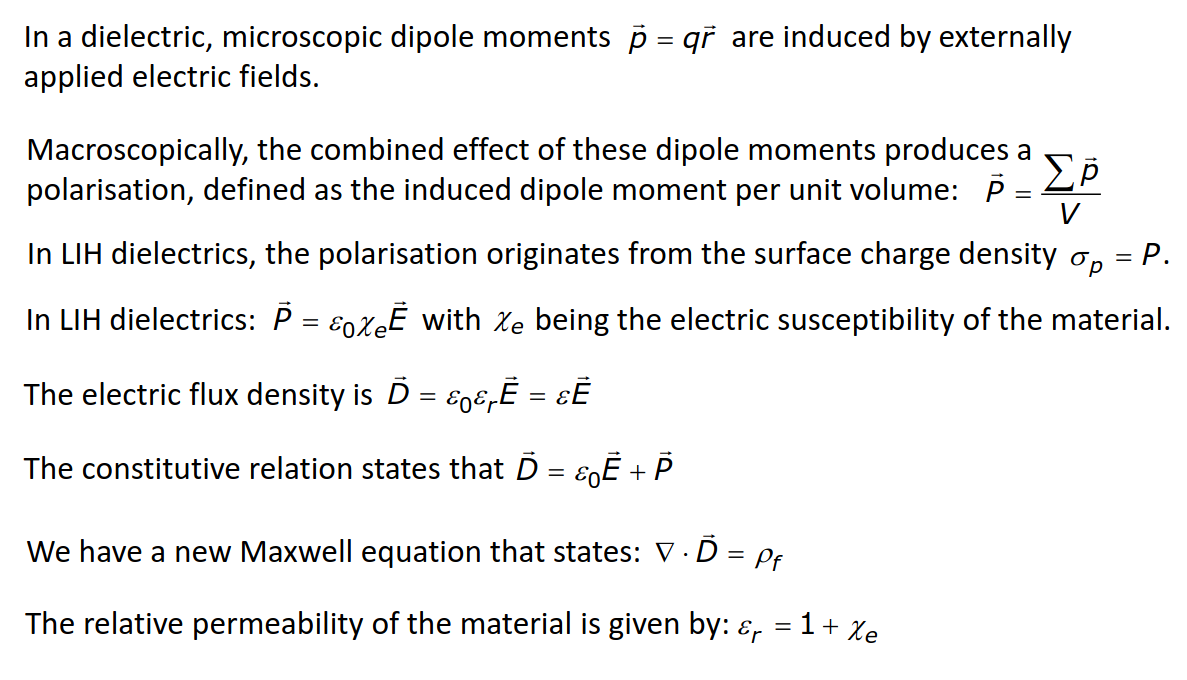 In a dielectric, microscopic dipole moments $\vec{p} = q\vec{r}$ are induced by externally
applied electric fields.
Macroscopically, the combined effect of these dipole moments produces a
polarisation, defined as the induced dipole moment per unit volume: $\vec{P} = \frac{\sum \vec{p}}{V}$
In LIH dielectrics, the polarisation originates from the surface charge density $\sigma_p = P$.
In LIH dielectrics: $\vec{P} = \varepsilon_0 \chi_e \vec{E}$ with $\chi_e$ being the electric susceptibility of the material.
The electric flux density is $\vec{D} = \varepsilon_0 \varepsilon_r \vec{E} = \varepsilon \vec{E}$
The constitutive relation states that $\vec{D} = \varepsilon_0 \vec{E} + \vec{P}$
We have a new Maxwell equation that states: $\nabla \cdot \vec{D} = \rho_f$
The relative permeability of the material is given by: $\varepsilon_r = 1 + \chi_e$